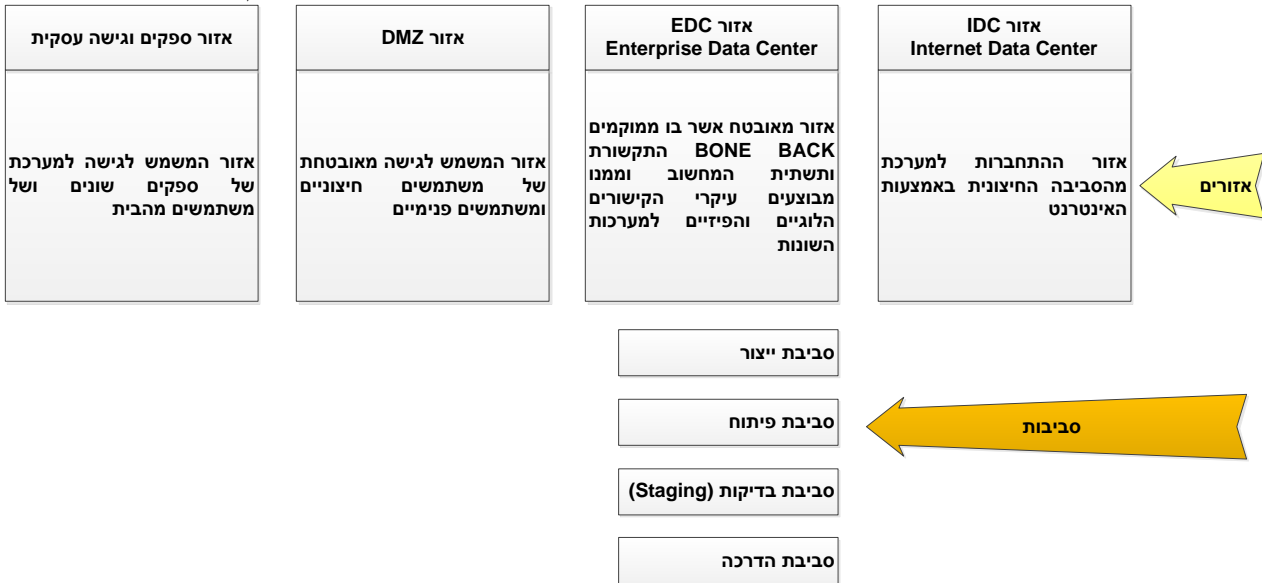 אזור IDC
Internet Data Center
אזור EDC
Enterprise Data Center
אזור DMZ
אזור ספקים וגישה עסקית
אזור ההתחברות למערכת
מהסביבה החיצונית באמצעות
האינטרנט
אזור מאובטח אשר בו ממוקמים
BONE BACK התקשורת
ותשתית המחשוב וממנו
מבוצעים עיקרי הקישורים
הלוגיים והפיזיים למערכות
השונות
אזור המשמש לגישה מאובטחת
של משתמשים חיצוניים
ומשתמשים פנימיים
אזור המשמש לגישה למערכת
של ספקים שונים ושל
משתמשים מהבית
אזורים
סביבת ייצור
סביבת פיתוח
סביבת בדיקות (Staging)
סביבת הדרכה
סביבות